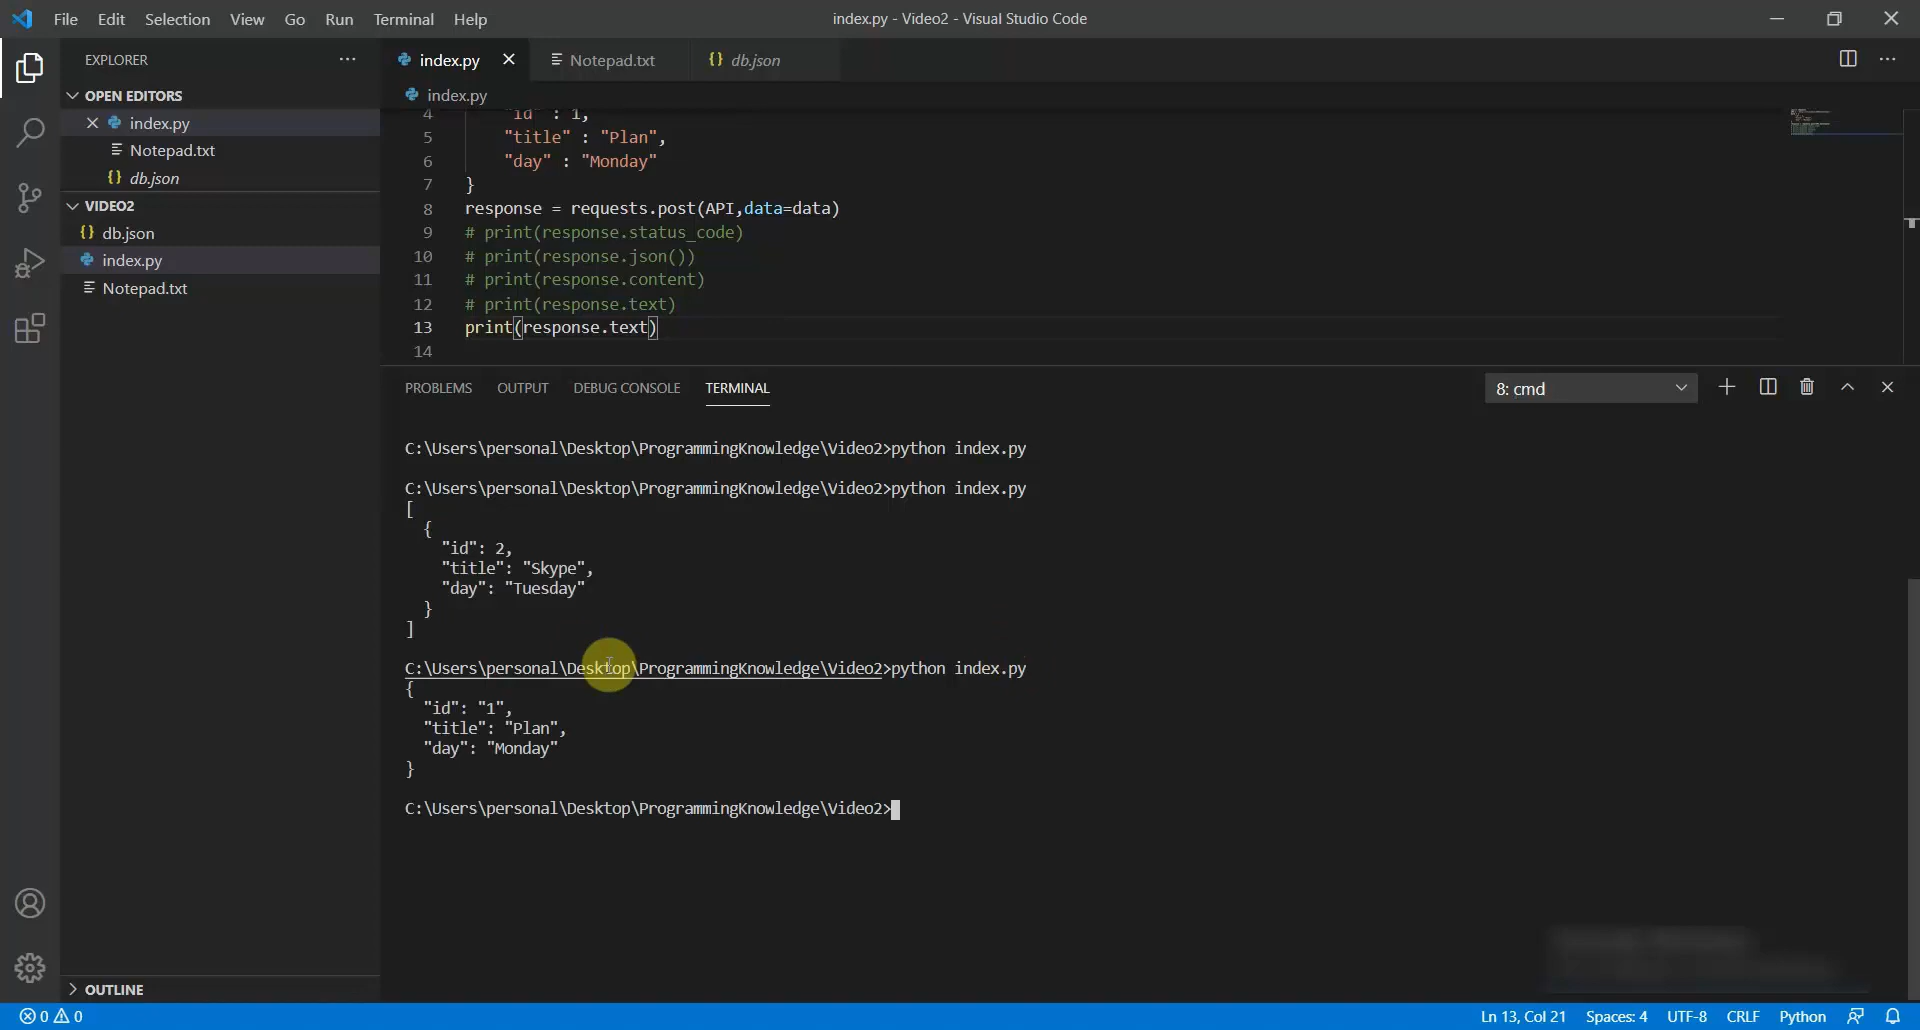 File Edit Selection View Go Run Terminal Help
index.py - Video2 - Visual Studio Code
EXPLORER
OPEN EDITORS
index.py
Notepad.txt
db.json
VIDEO2
db.json
index.py
Notepad.txt
OUTLINE
index.py
Notepad.txt
db.json
index.py
4 "id" : 1,
5 "title" : "Plan",
6 "day" : "Monday"
7 }
8 response = requests.post(API,data=data)
9 # print(response.status_code)
10 # print(response.json())
11 # print(response.content)
12 # print(response.text)
13 print(response.text)
14
PROBLEMS OUTPUT DEBUG CONSOLE TERMINAL
8: cmd
C:\Users\personal\Desktop\ProgrammingKnowledge\Video2>python index.py
C:\Users\personal\Desktop\ProgrammingKnowledge\Video2>python index.py
[
{
"id": 2,
"title": "Skype",
"day": "Tuesday"
}
]
C:\Users\personal\Desktop\ProgrammingKnowledge\Video2>python index.py
{
"id": "1",
"title": "Plan",
"day": "Monday"
}
C:\Users\personal\Desktop\ProgrammingKnowledge\Video2>
0 0
Ln 13, Col 21 Spaces: 4 UTF-8 CRLF Python